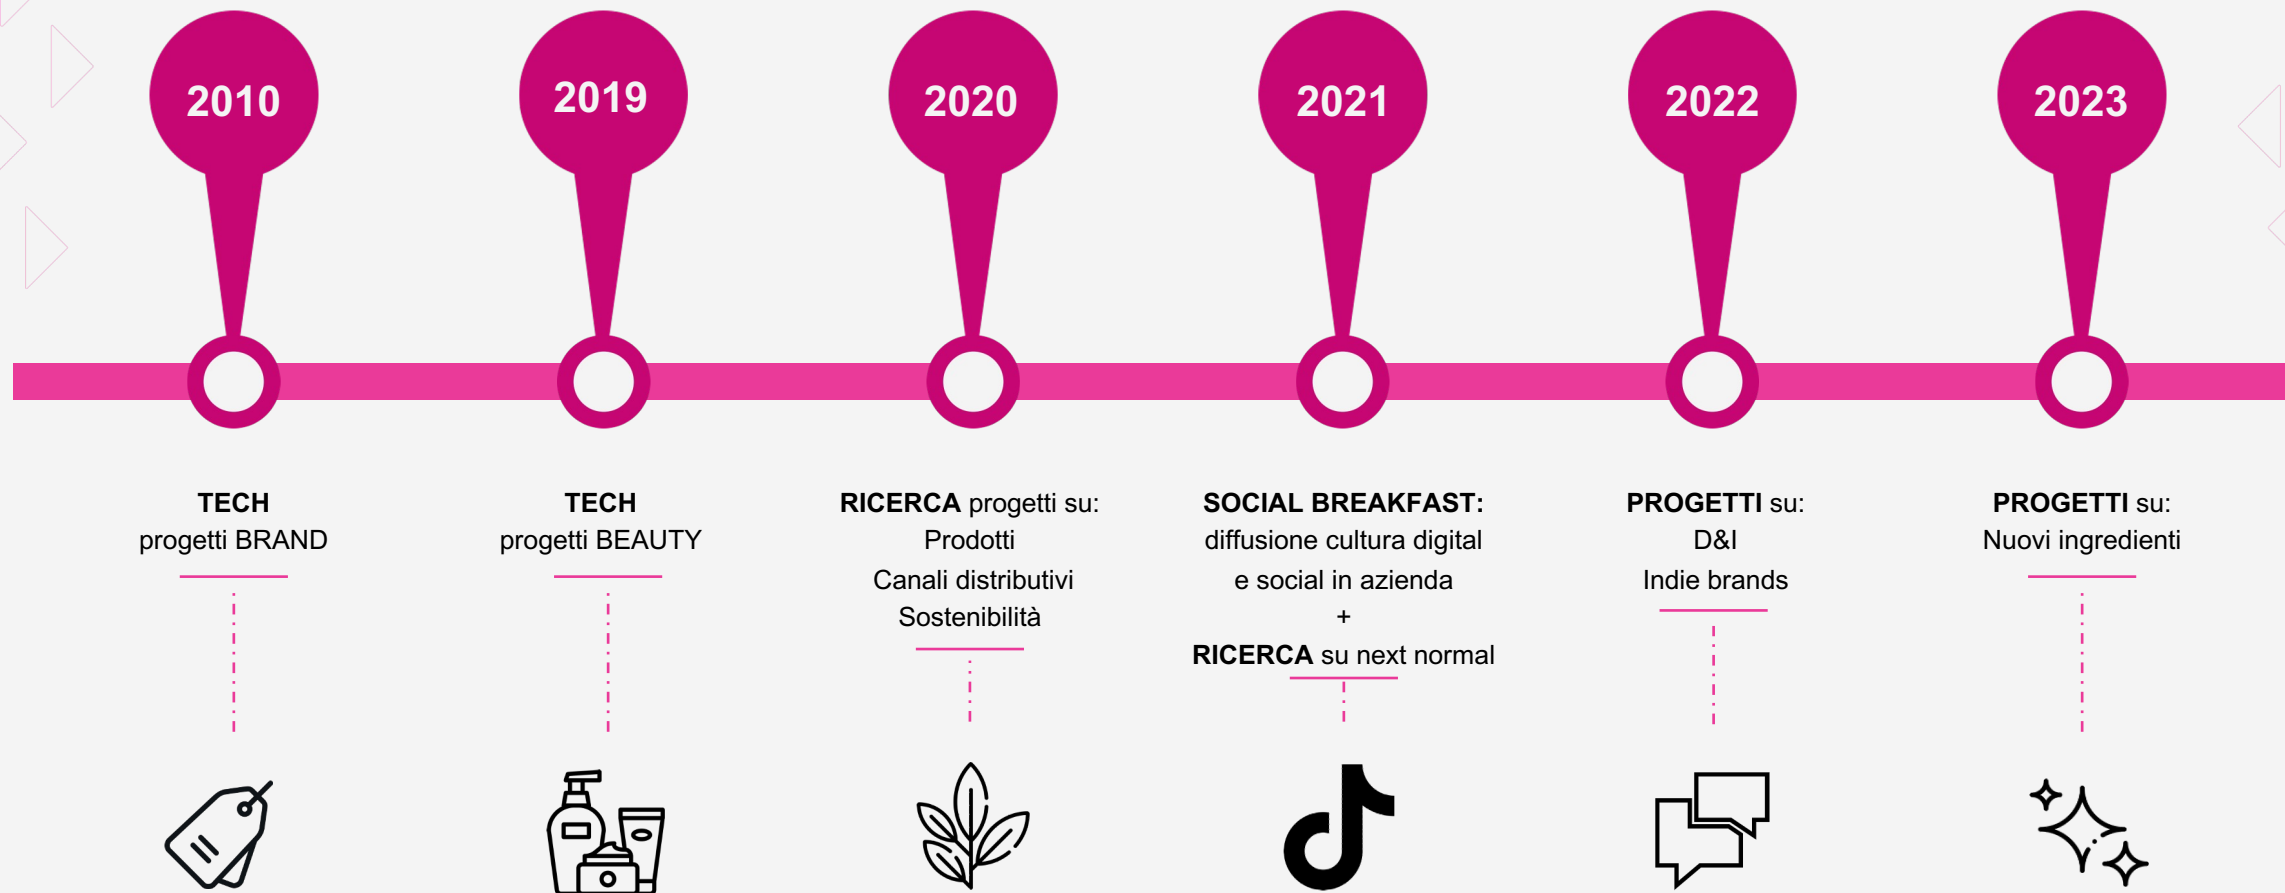 2010
2019
2020
2021
2022
2023
TECH
progetti BRAND
TECH
progetti BEAUTY
RICERCA progetti su:
Prodotti
Canali distributivi
Sostenibilità
SOCIAL BREAKFAST:
diffusione cultura digital
e social in azienda
+
RICERCA su next normal
PROGETTI su:
D&I
Indie brands
PROGETTI su:
Nuovi ingredienti